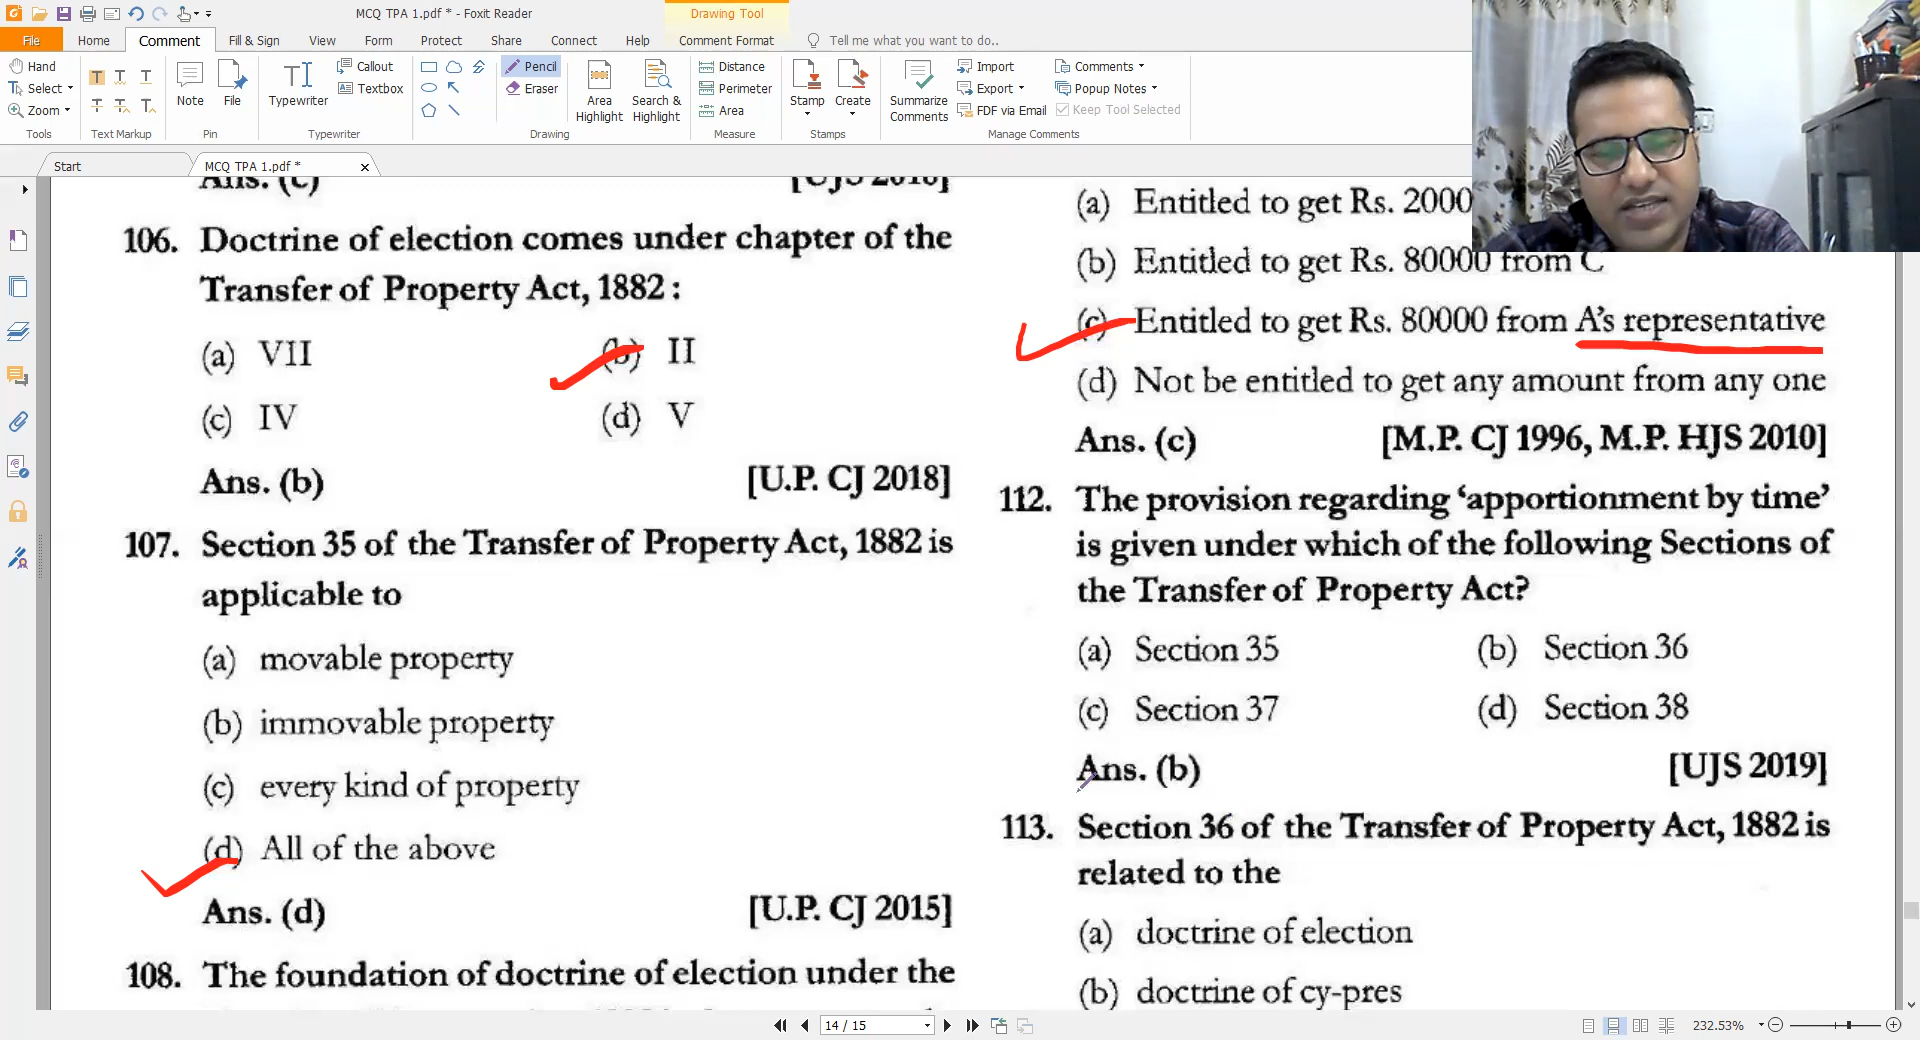 MCQ TPA 1.pdf * - Foxit Reader
Drawing Tool
File
Home
Comment
Fill & Sign
View
Form
Protect
Share
Connect
Help
Comment Format
Tell me what you want to do..
Hand
Select
Zoom
Tools
Text Markup
Note
File
Pin
Typewriter
Callout
Textbox
Typewriter
Pencil
Eraser
Area
Highlight
Search &
Highlight
Drawing
Distance
Perimeter
Area
Measure
Stamp
Create
Stamps
Summarize
Comments
Import
Export
FDF via Email
Comments
Popup Notes
Keep Tool Selected
Manage Comments
Start
MCQ TPA 1.pdf *
Ans. (c) [UJS 2016]
106. Doctrine of election comes under chapter of the
Transfer of Property Act, 1882 :
(a) VII (b) II
(c) IV (d) V
Ans. (b) [U.P. CJ 2018]
107. Section 35 of the Transfer of Property Act, 1882 is
applicable to
(a) movable property
(b) immovable property
(c) every kind of property
(d) All of the above
Ans. (d) [U.P. CJ 2015]
108. The foundation of doctrine of election under the
(a) Entitled to get Rs. 2000
(b) Entitled to get Rs. 80000 from C
(c) Entitled to get Rs. 80000 from A's representative
(d) Not be entitled to get any amount from any one
Ans. (c) [M.P. CJ 1996, M.P. HJS 2010]
112. The provision regarding ‘apportionment by time’
is given under which of the following Sections of
the Transfer of Property Act?
(a) Section 35 (b) Section 36
(c) Section 37 (d) Section 38
Ans. (b) [UJS 2019]
113. Section 36 of the Transfer of Property Act, 1882 is
related to the
(a) doctrine of election
(b) doctrine of cy-pres
14 / 15
232.53%